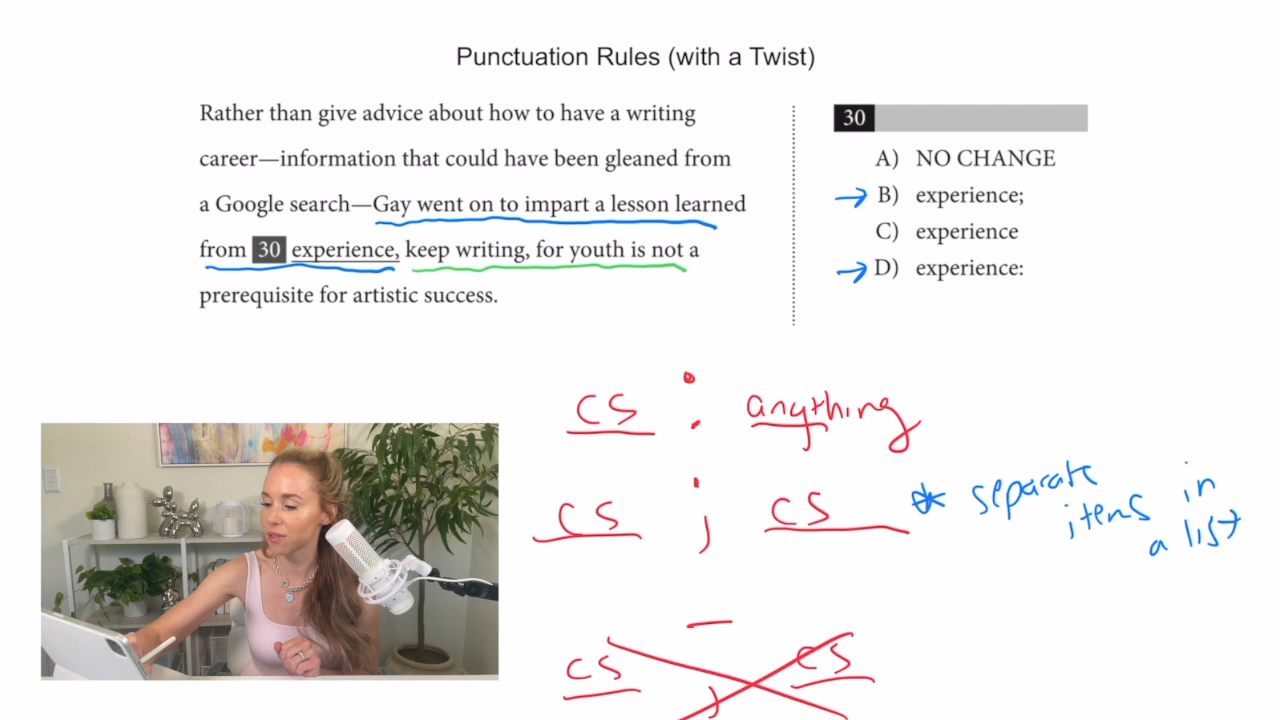 Punctuation Rules (with a Twist)
Rather than give advice about how to have a writing
career—information that could have been gleaned from
a Google search—Gay went on to impart a lesson learned
from 30 experience, keep writing, for youth is not a
prerequisite for artistic success.
30
A) NO CHANGE
→ B) experience;
C) experience
→ D) experience:
CS : anything
CS ; CS * separate
items in
a list
CS , CS